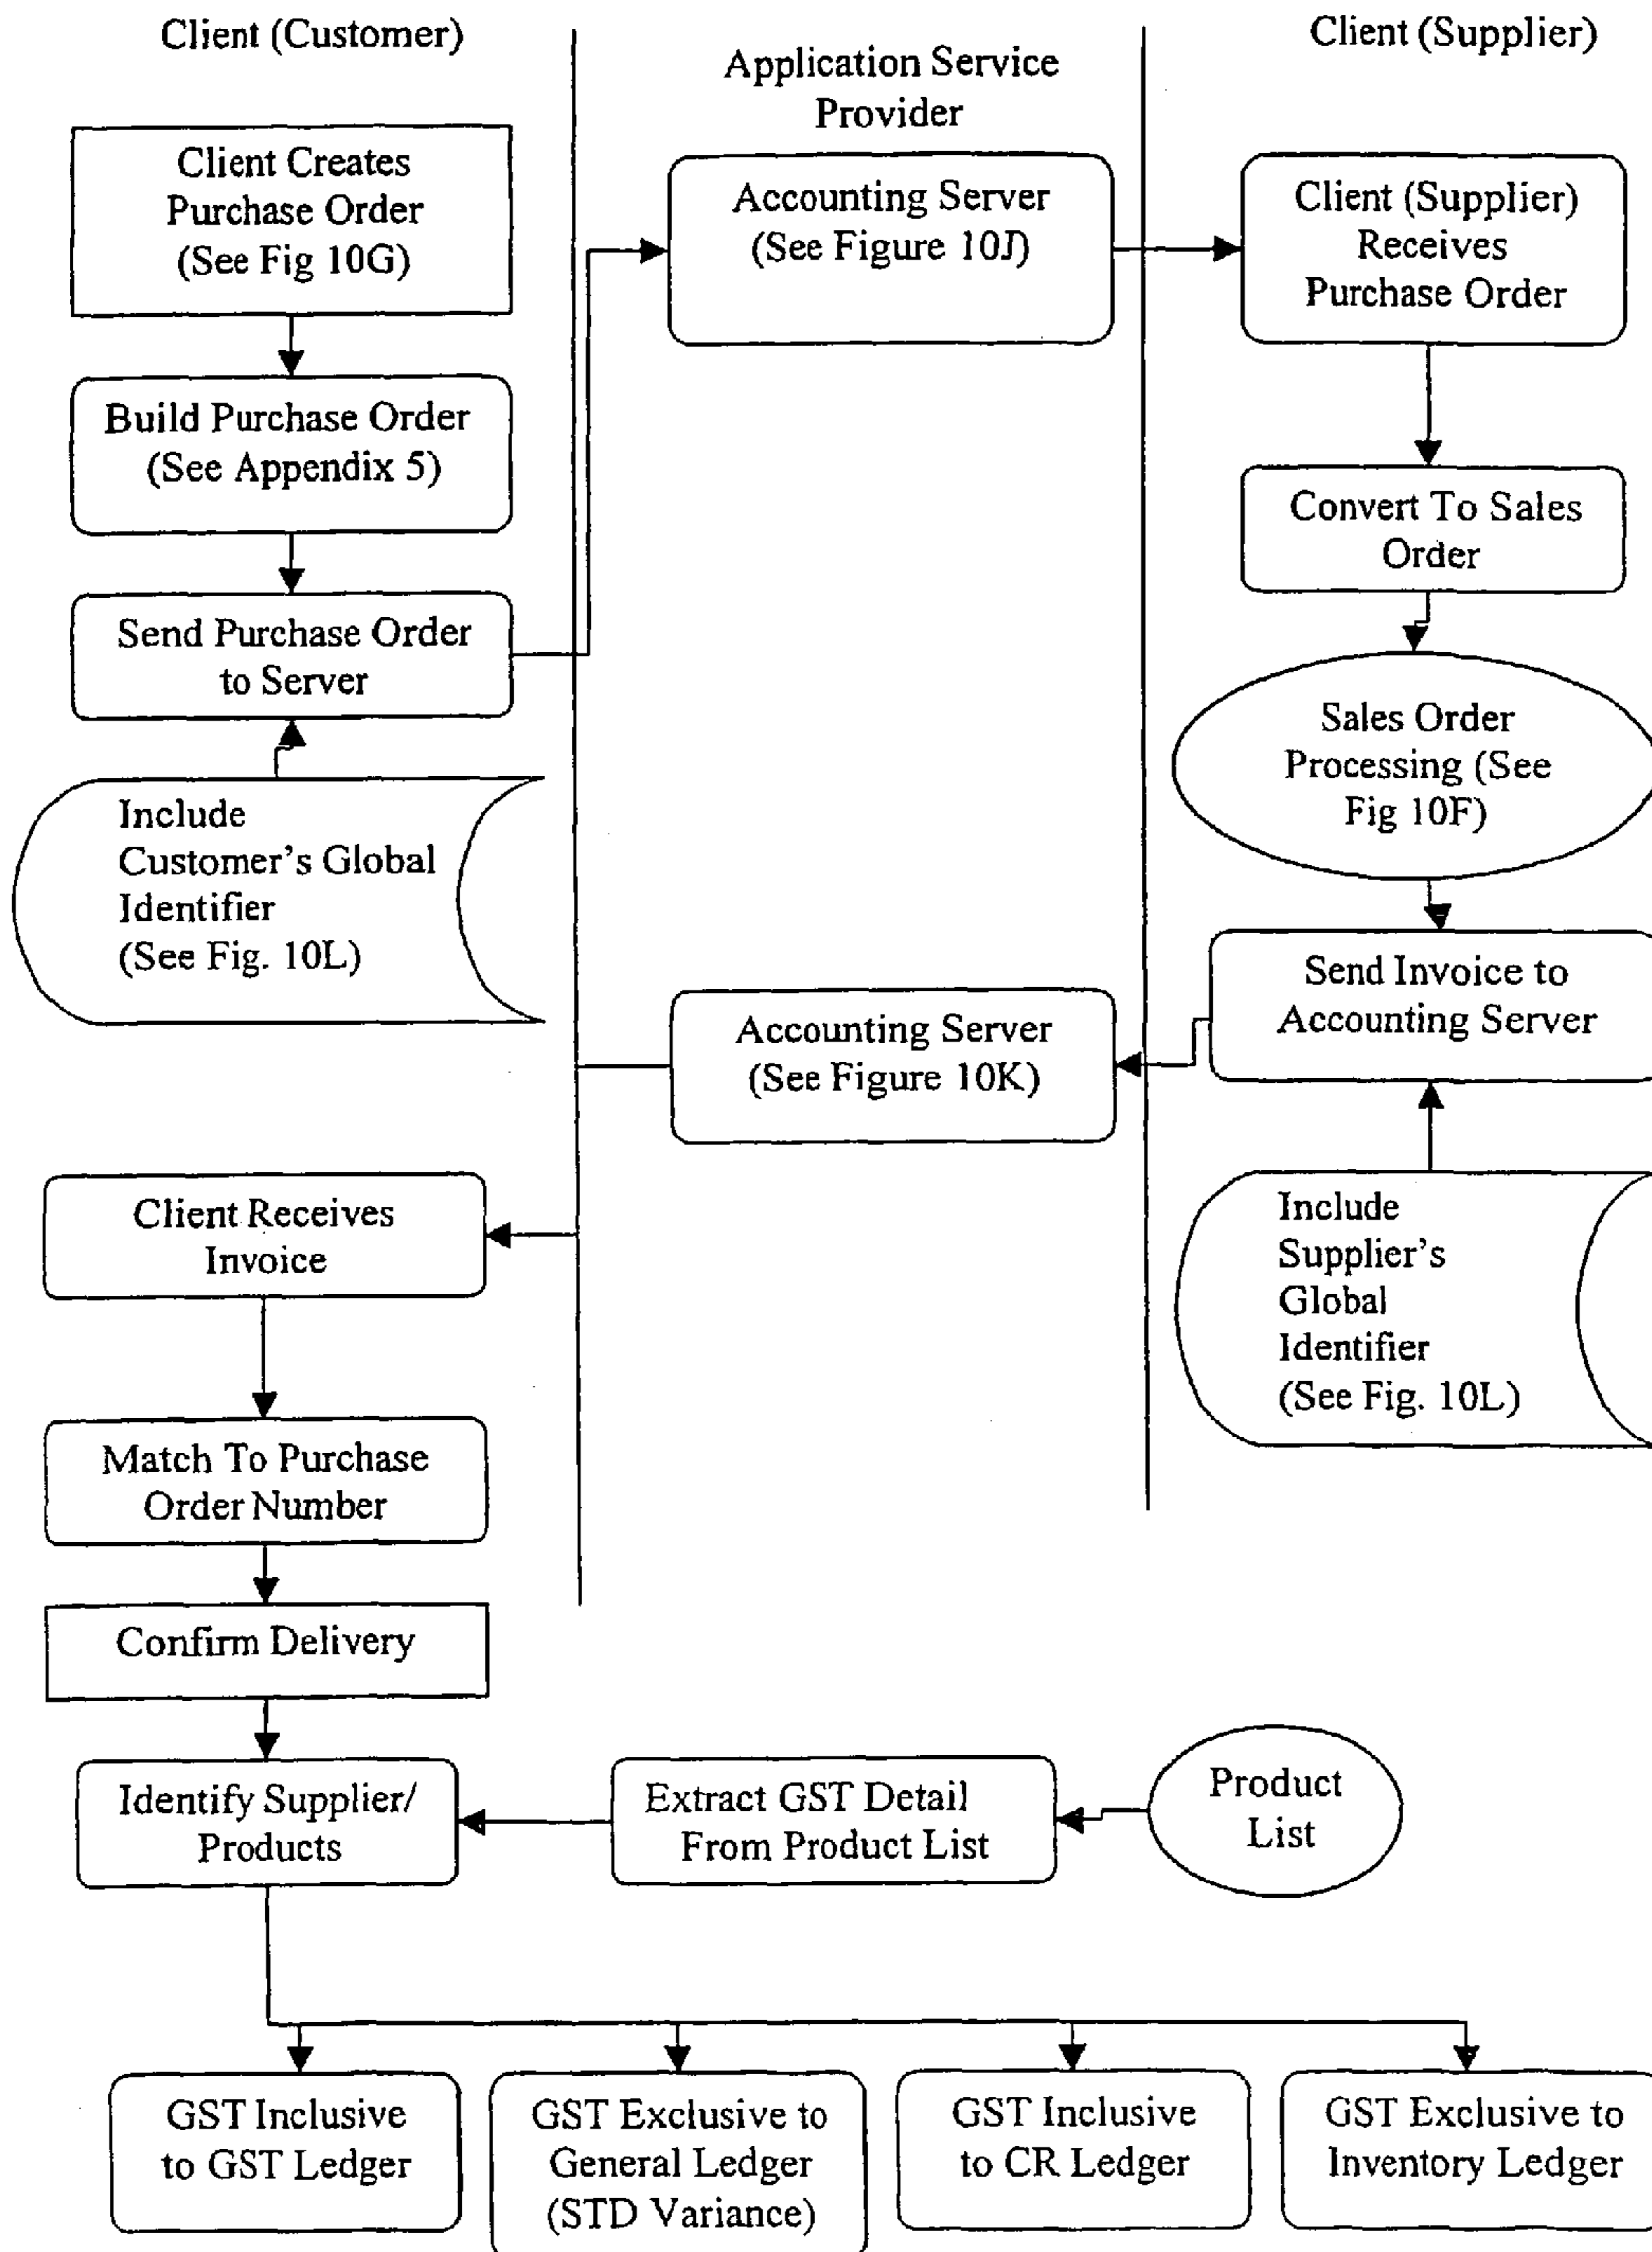 Client (Customer)
Application Service
Provider
Client (Supplier)
Client Creates
Purchase Order
(See Fig 10G)
Accounting Server
(See Figure 10J)
Client (Supplier)
Receives
Purchase Order
Build Purchase Order
(See Appendix 5)
Convert To Sales
Order
Send Purchase Order
to Server
Sales Order
Processing (See
Fig 10F)
Include
Customer's Global
Identifier
(See Fig. 10L)
Send Invoice to
Accounting Server
Accounting Server
(See Figure 10K)
Client Receives
Invoice
Include
Supplier's
Global
Identifier
(See Fig. 10L)
Match To Purchase
Order Number
Confirm Delivery
Identify Supplier/
Products
Extract GST Detail
From Product List
Product
List
GST Inclusive
to GST Ledger
GST Exclusive to
General Ledger
(STD Variance)
GST Inclusive
to CR Ledger
GST Exclusive to
Inventory Ledger